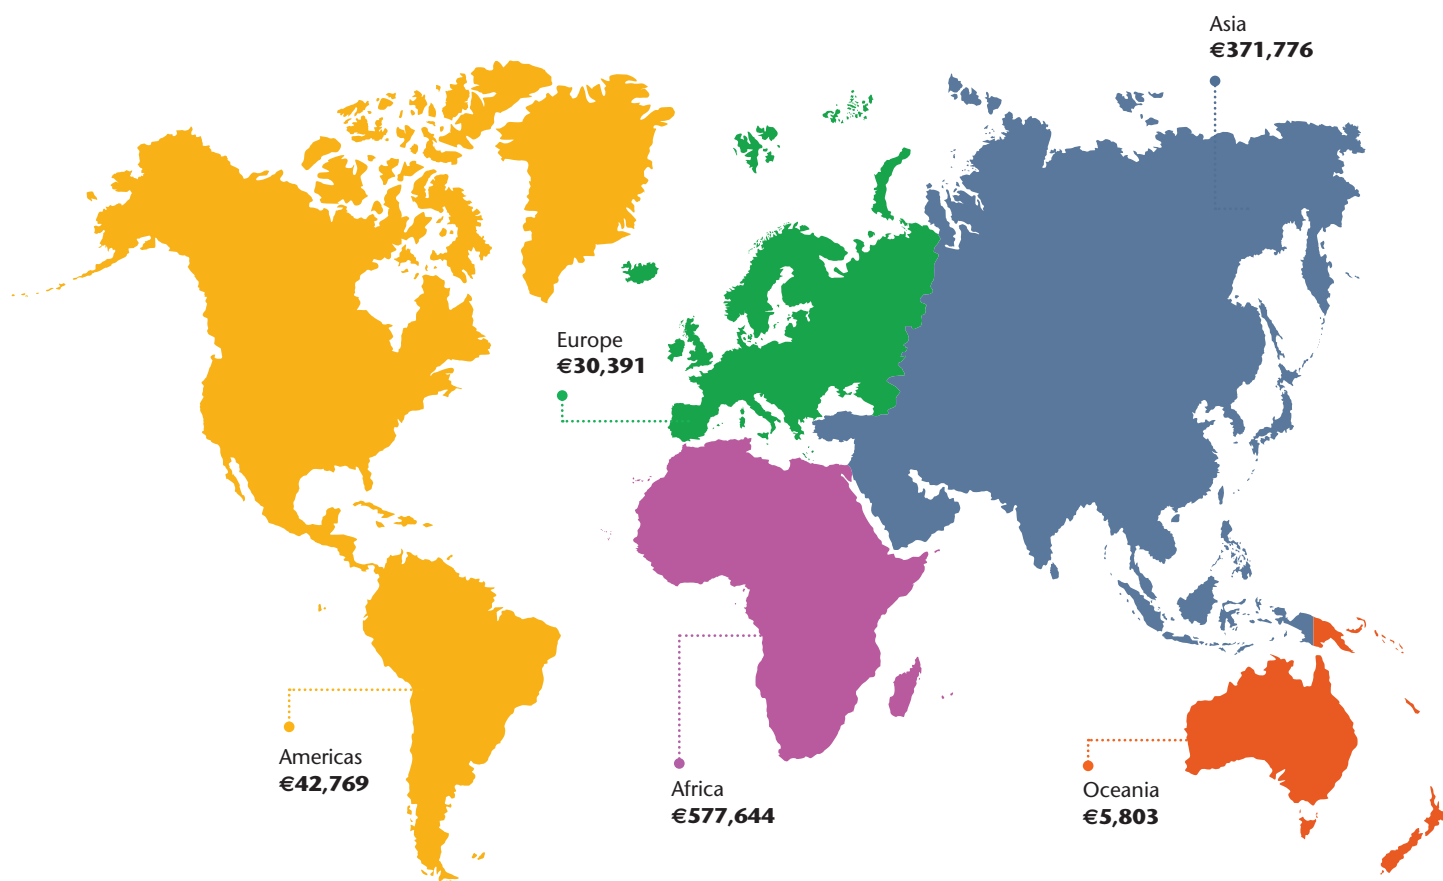 Asia
€371,776
Europe
€30,391
Americas
€42,769
Africa
€577,644
Oceania
€5,803